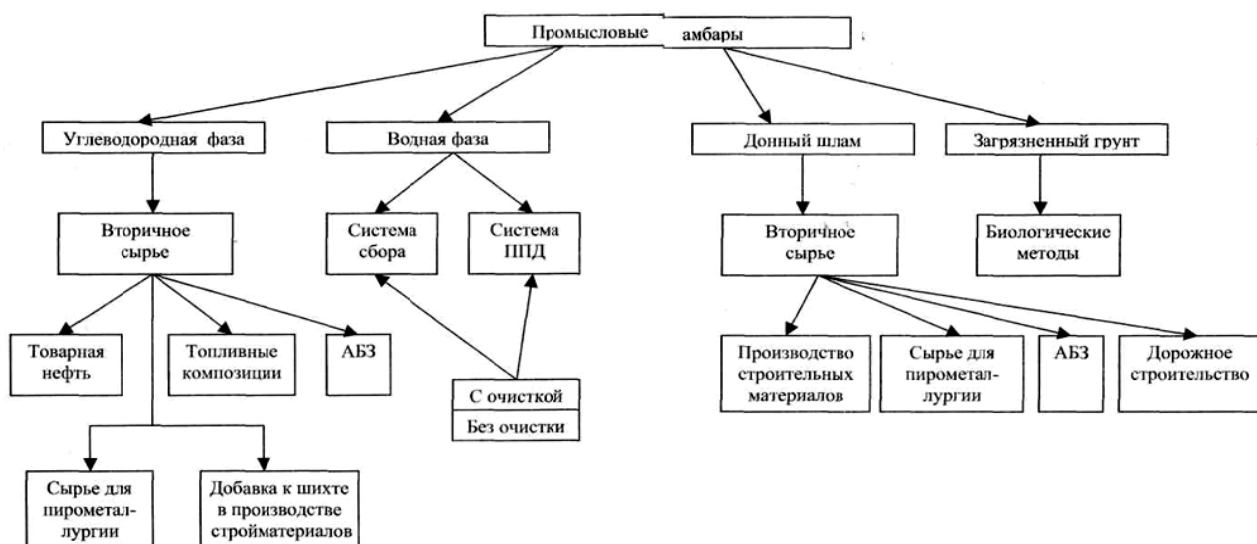 Промысловые амбары
Углеводородная фаза
Водная фаза
Донный шлам
Загрязненный грунт
Вторичное
сырье
Система
сбора
Система
ППД
Вторичное
сырье
Биологические
методы
Товарная
нефть
Топливные
композиции
АБЗ
С очисткой
Без очистки
Производство
строительных
материалов
Сырье для
пирометал-
лургии
АБЗ
Дорожное
строительство
Сырье для
пирометал-
лургии
Добавка к шихте
в производстве
стройматериалов